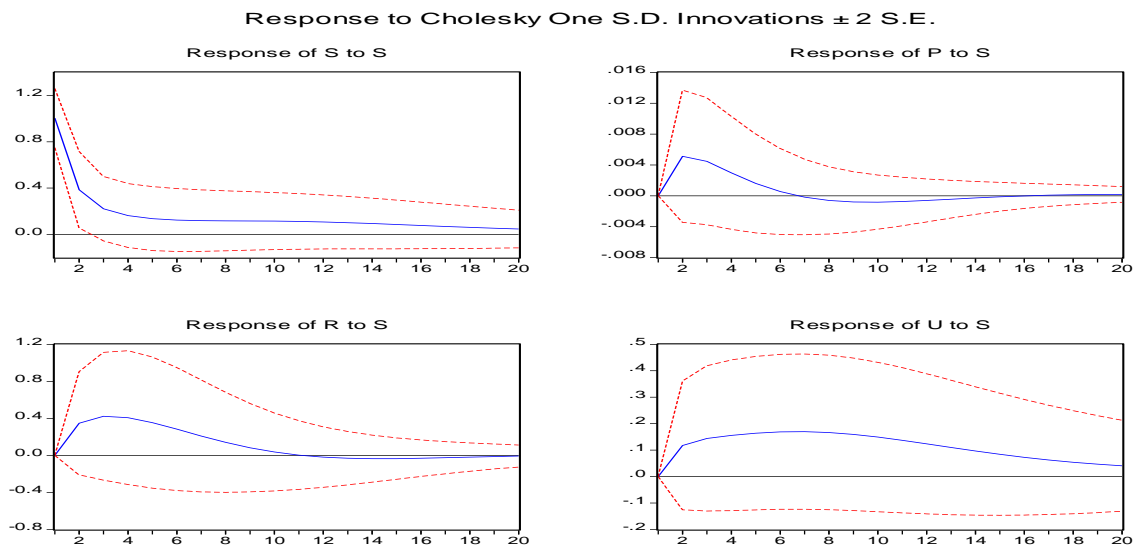 Response to Cholesky One S.D. Innovations ± 2 S.E.
Response of S to S
1.2
0.8
0.4
0.0
2 4 6 8 10 12 14 16 18 20
Response of P to S
.016
.012
.008
.004
.000
-.004
-.008
2 4 6 8 10 12 14 16 18 20
Response of R to S
1.2
0.8
0.4
0.0
-0.4
-0.8
2 4 6 8 10 12 14 16 18 20
Response of U to S
.5
.4
.3
.2
.1
.0
-.1
-.2
2 4 6 8 10 12 14 16 18 20